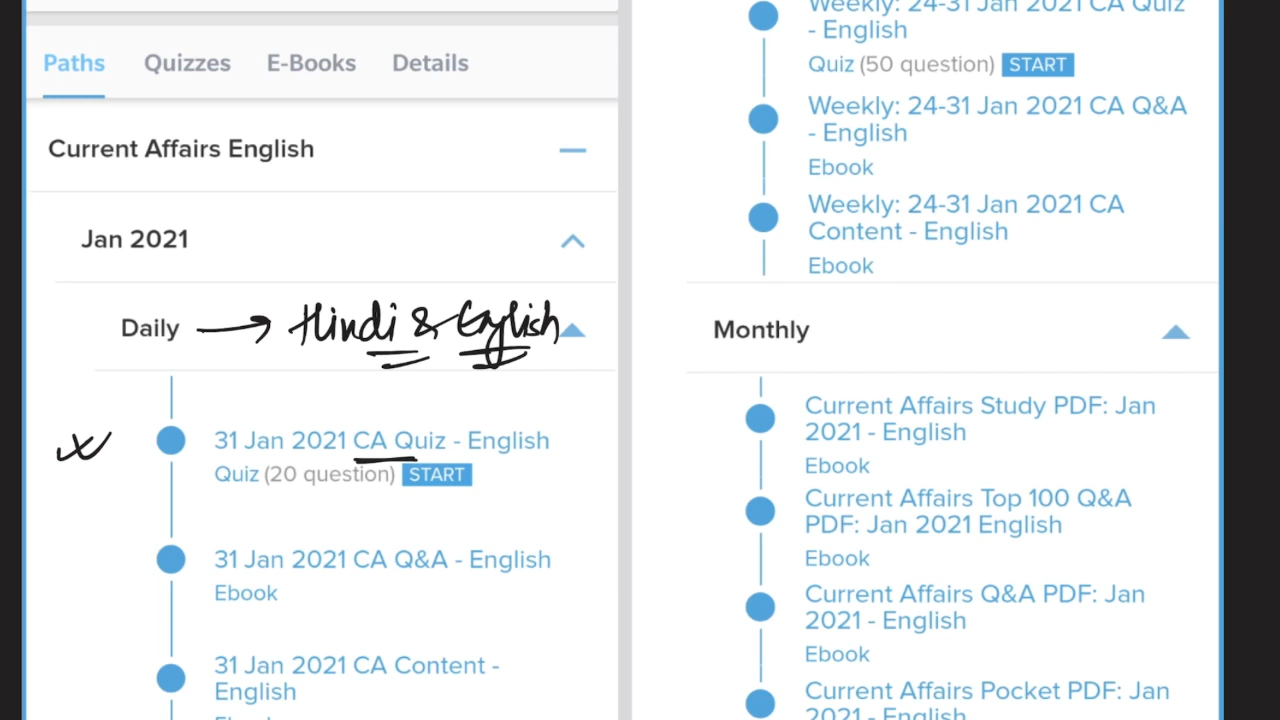 Paths Quizzes E-Books Details
Current Affairs English
Jan 2021
Daily → Hindi & English
31 Jan 2021 CA Quiz - English
Quiz (20 question) START
31 Jan 2021 CA Q&A - English
Ebook
31 Jan 2021 CA Content -
English
Ebook
Weekly: 24-31 Jan 2021 CA Quiz
- English
Quiz (50 question) START
Weekly: 24-31 Jan 2021 CA Q&A
- English
Ebook
Weekly: 24-31 Jan 2021 CA
Content - English
Ebook
Monthly
Current Affairs Study PDF: Jan
2021 - English
Ebook
Current Affairs Top 100 Q&A
PDF: Jan 2021 English
Ebook
Current Affairs Q&A PDF: Jan
2021 - English
Ebook
Current Affairs Pocket PDF: Jan
2021 - English